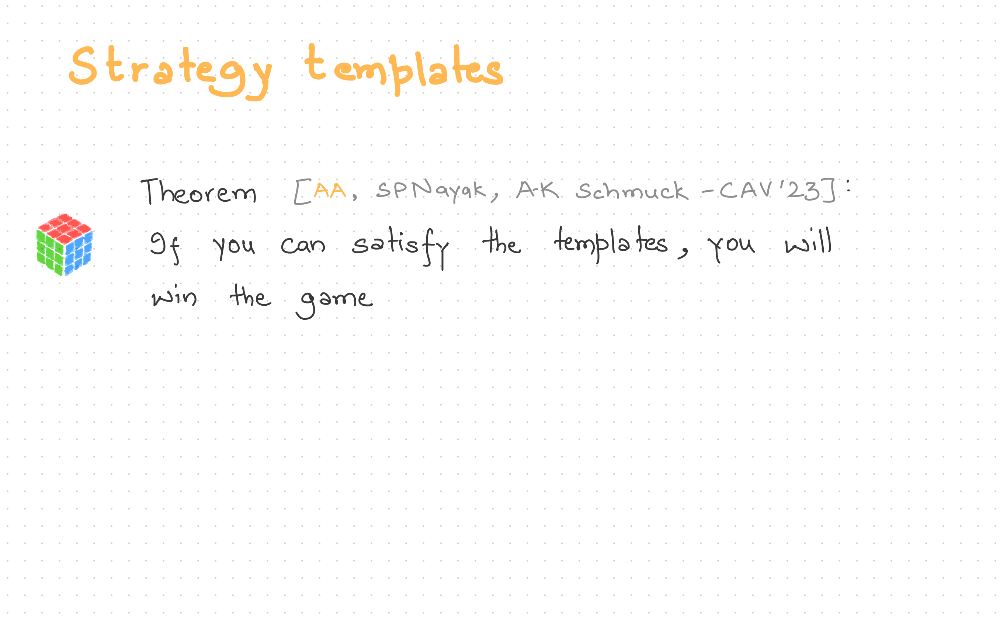 Strategy templates
Theorem [AA, SPNayak, A-K Schmuck - CAV'23]:
If you can satisfy the templates, you will
win the game